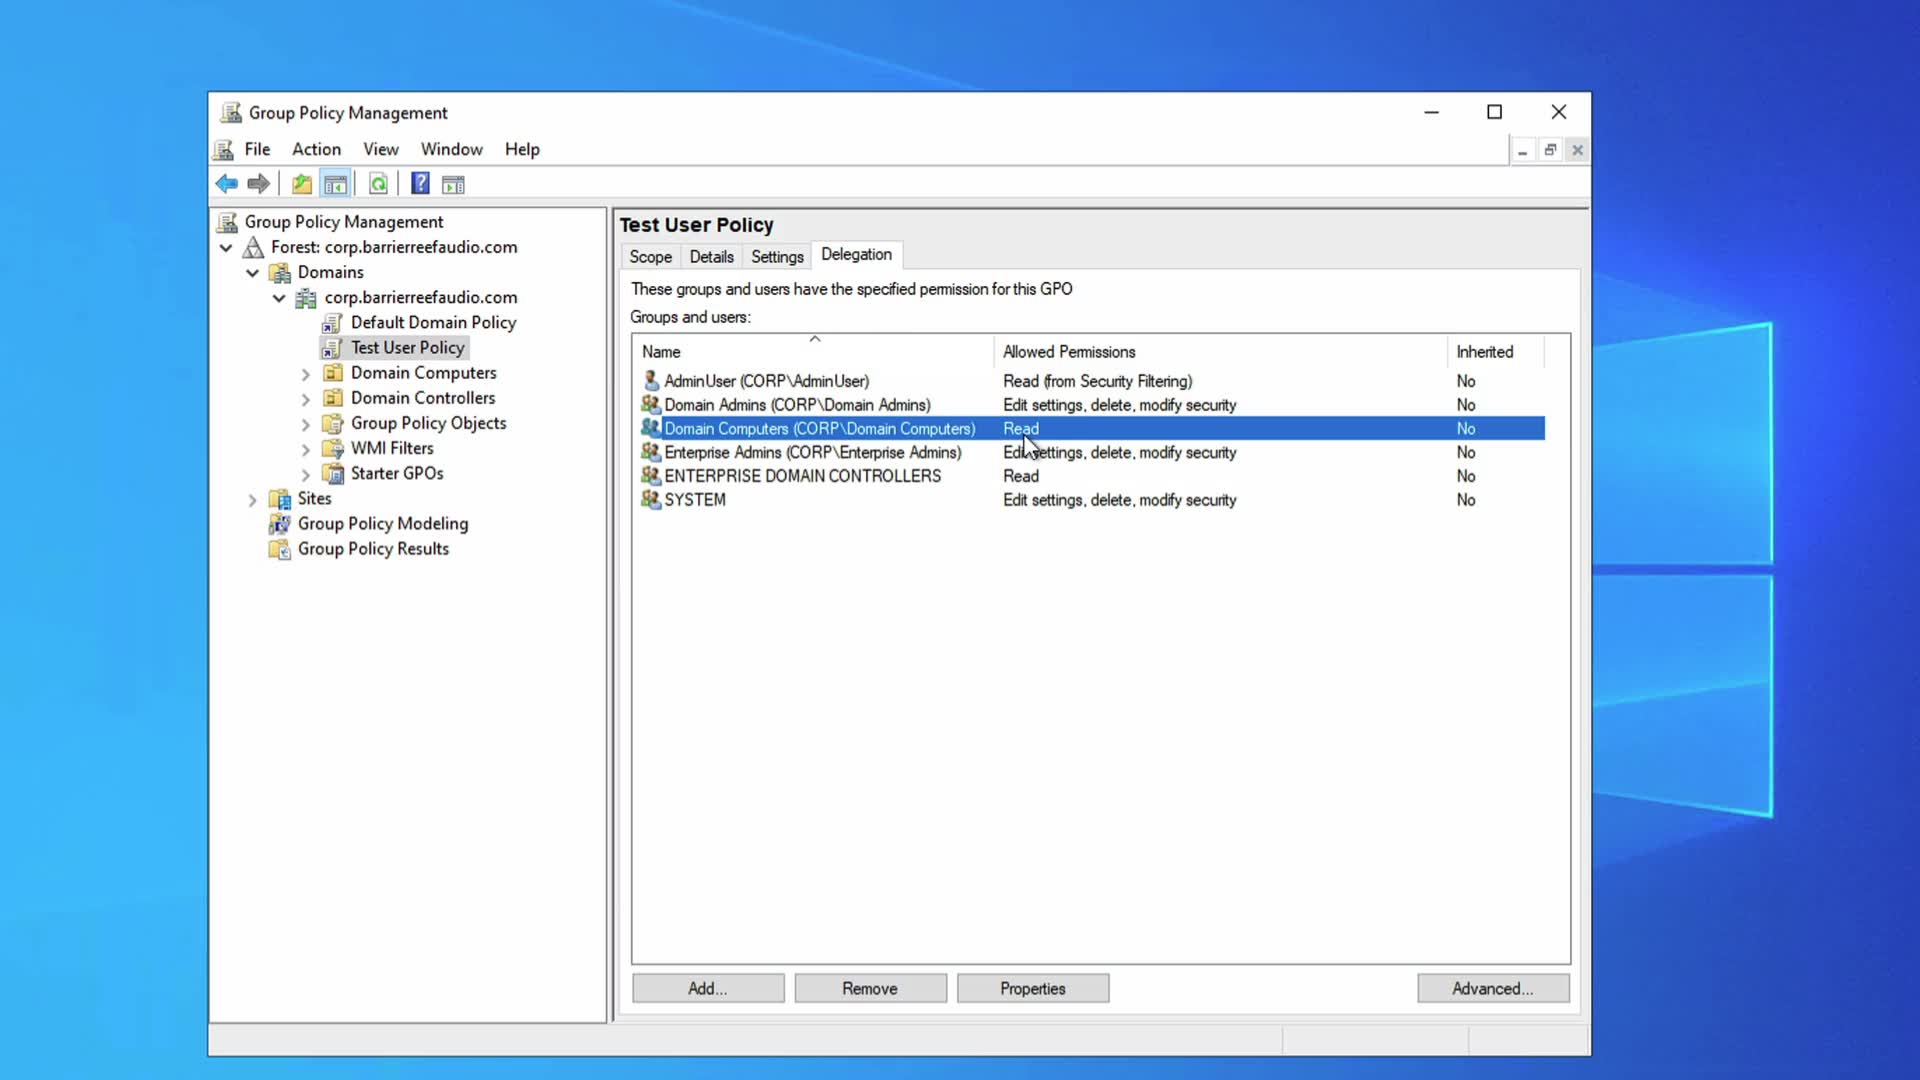 Group Policy Management
File Action View Window Help
Group Policy Management
Forest: corp.barrierreefaudio.com
Domains
corp.barrierreefaudio.com
Default Domain Policy
Test User Policy
Domain Computers
Domain Controllers
Group Policy Objects
WMI Filters
Starter GPOs
Sites
Group Policy Modeling
Group Policy Results
Test User Policy
Scope Details Settings Delegation
These groups and users have the specified permission for this GPO
Groups and users:
Name Allowed Permissions Inherited
AdminUser (CORP\AdminUser) Read (from Security Filtering) No
Domain Admins (CORP\Domain Admins) Edit settings, delete, modify security No
Domain Computers (CORP\Domain Computers) Read No
Enterprise Admins (CORP\Enterprise Admins) Edit settings, delete, modify security No
ENTERPRISE DOMAIN CONTROLLERS Read No
SYSTEM Edit settings, delete, modify security No
Add... Remove Properties Advanced...